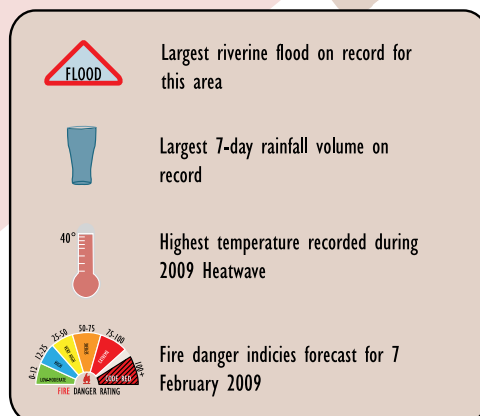 FLOOD
Largest riverine flood on record for
this area
Largest 7-day rainfall volume on
record
40°
Highest temperature recorded during
2009 Heatwave
0-12
12-25
25-50
50-75
75-100
100+
LOW-MODERATE
HIGH
VERY HIGH
SEVERE
EXTREME
CODE RED
FIRE DANGER RATING
Fire danger indicies forecast for 7
February 2009